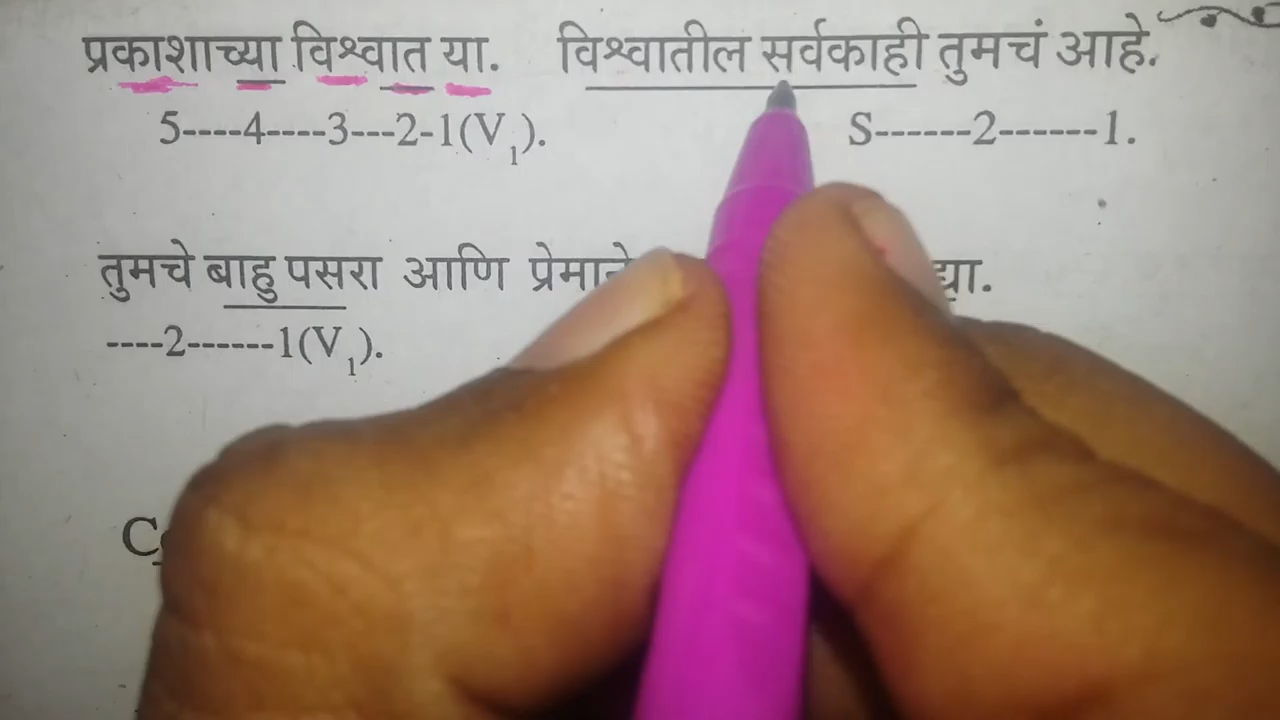 प्रकाशाच्या विश्वात या. विश्वातील सर्वकाही तुमचं आहे.
5----4----3---2-1(V₁). S------2------1.
तुमचे बाहु पसरा आणि प्रेमाने
----2------1(V₁).